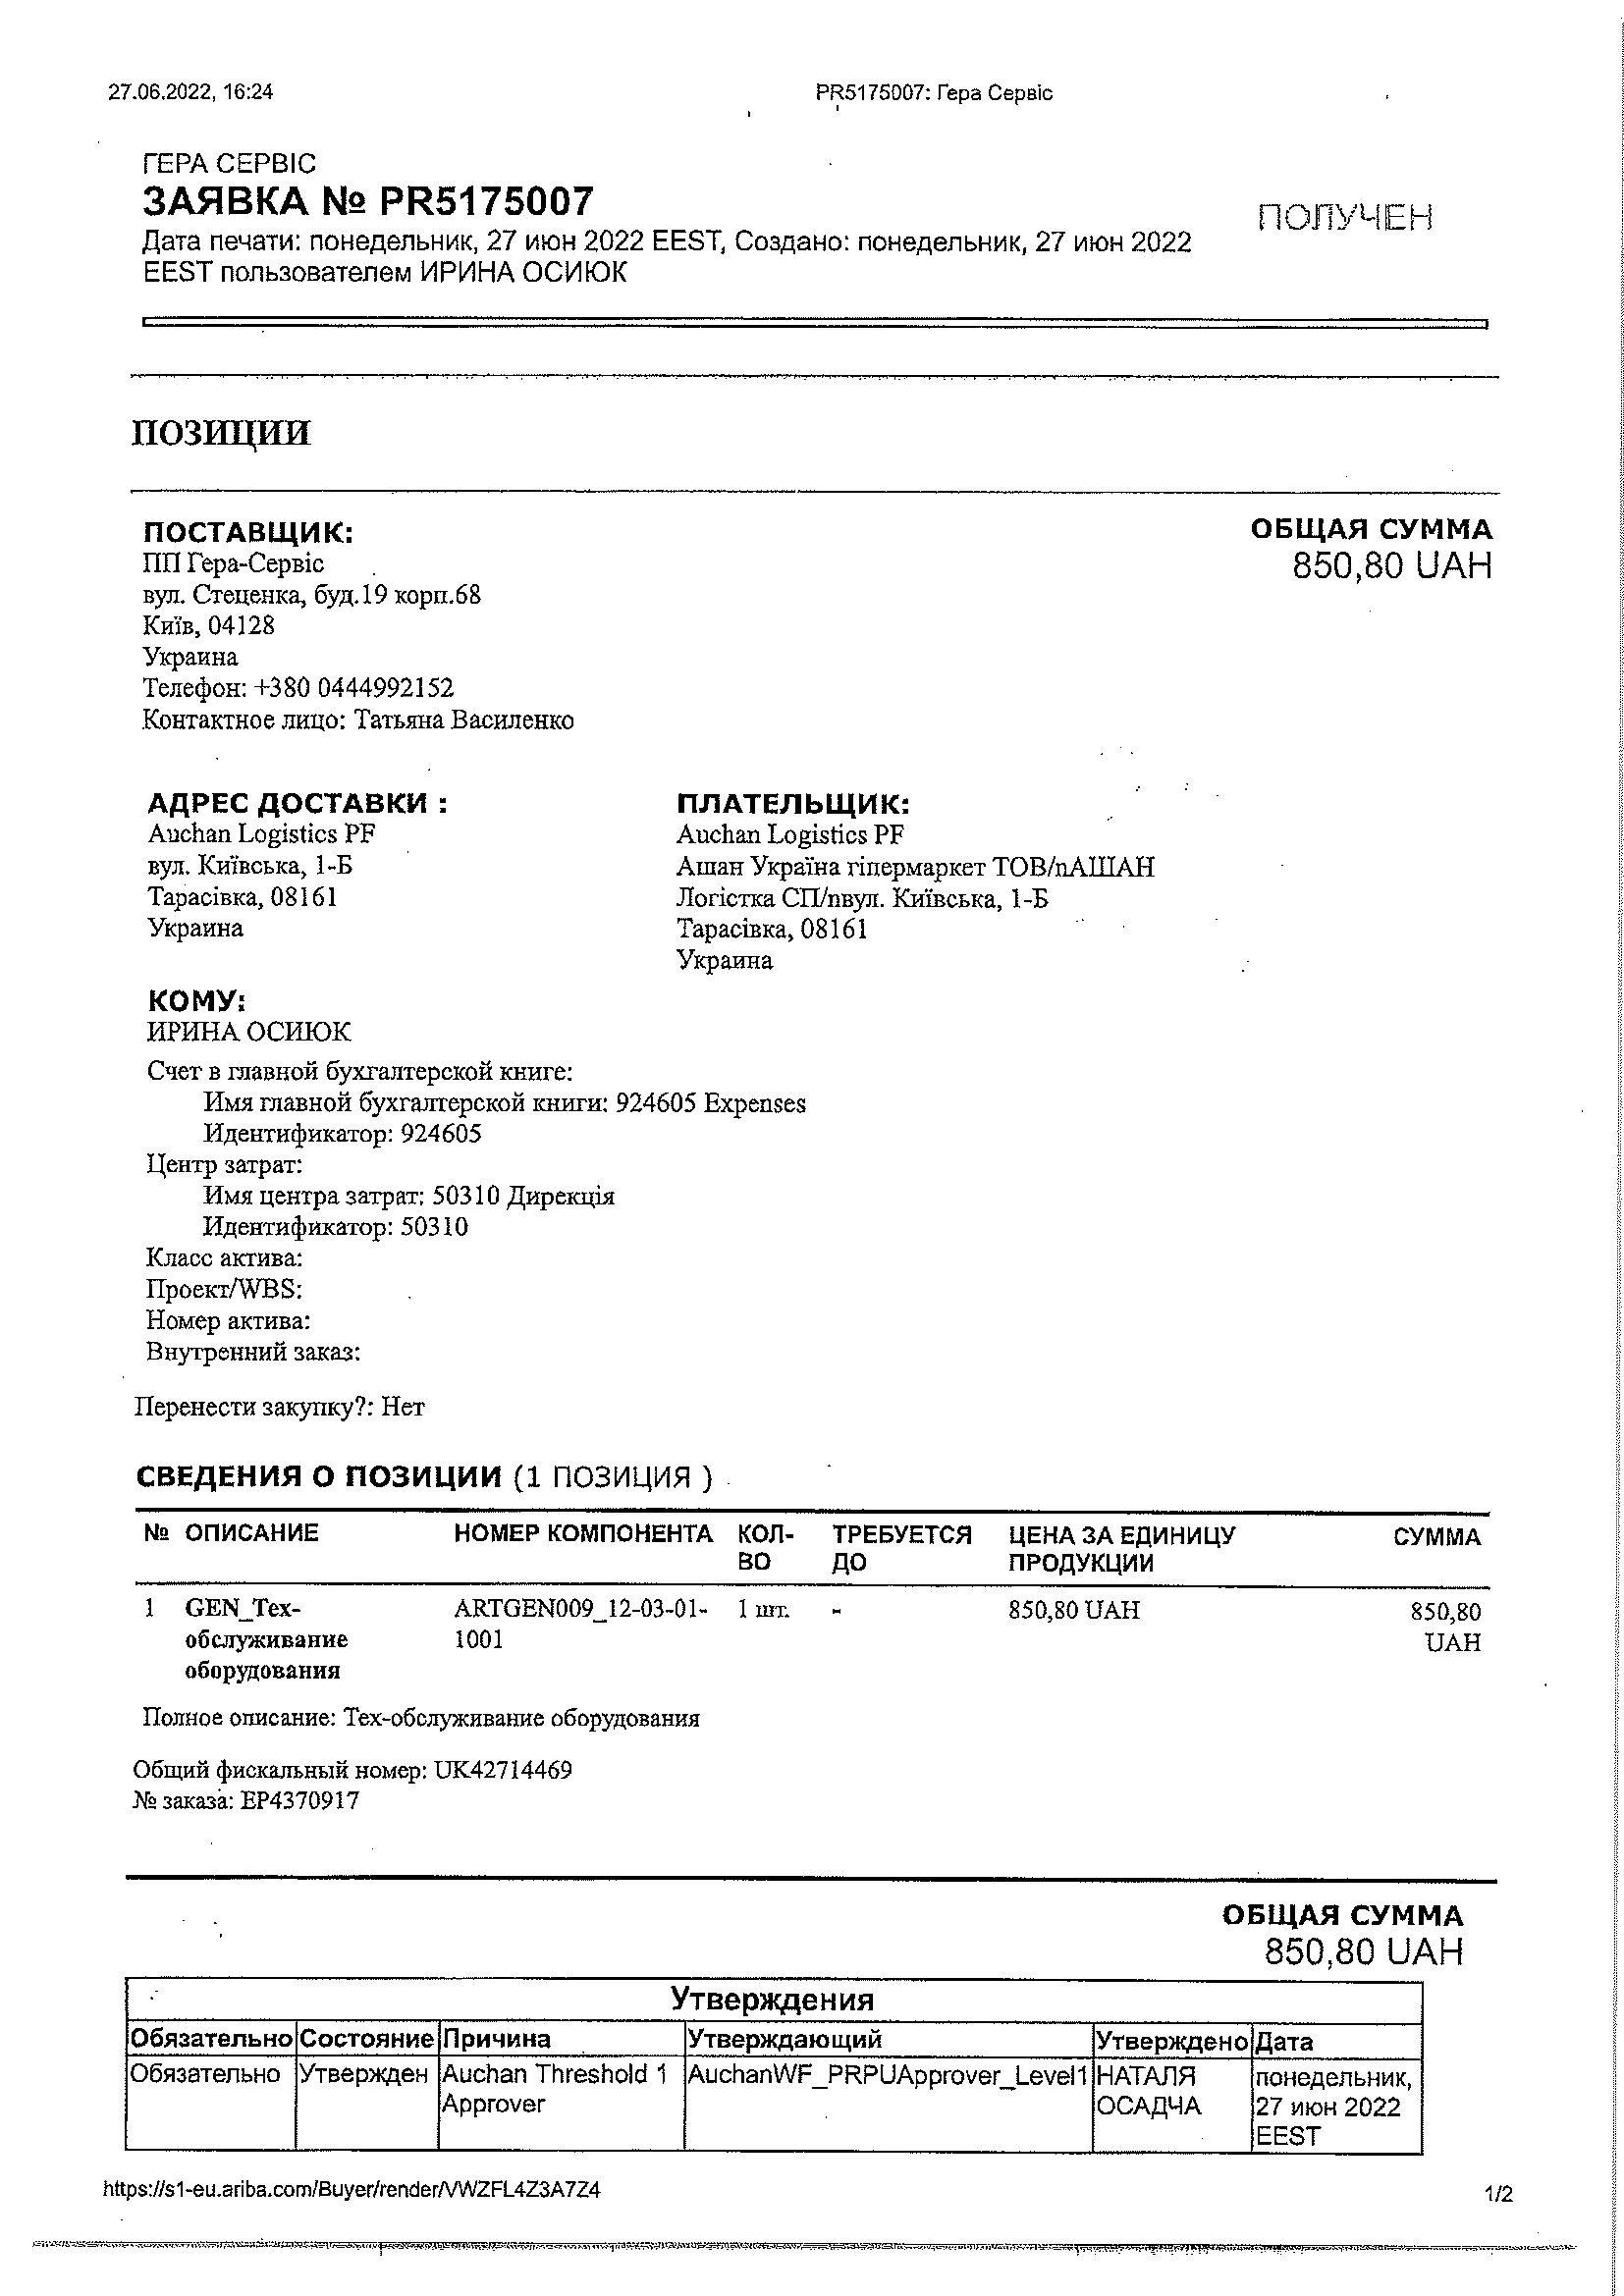 27.06.2022, 16:24
PR5175007: Гера Сервіс
ГЕРА СЕРВІС
ЗАЯВКА № PR5175007
ПОЛУЧЕН
Дата печати: понедельник, 27 июн 2022 EEST, Создано: понедельник, 27 июн 2022
EEST пользователем ИРИНА ОСИЮК
ПОЗИЦИИ
ПОСТАВЩИК:
ПП Гера-Сервіс
вул. Стеценка, буд.19 корп.68
Київ, 04128
Украина
Телефон: +380 0444992152
Контактное лицо: Татьяна Василенко
ОБЩАЯ СУММА
850,80 UAH
АДРЕС ДОСТАВКИ :
Auchan Logistics PF
вул. Київська, 1-Б
Тарасівка, 08161
Украина
ПЛАТЕЛЬЩИК:
Auchan Logistics PF
Ашан Україна гіпермаркет ТОВ/nАШАН
Логістка СП/nвул. Київська, 1-Б
Тарасівка, 08161
Украина
КОМУ:
ИРИНА ОСИЮК
Счет в главной бухгалтерской книге:
Имя главной бухгалтерской книги: 924605 Expenses
Идентификатор: 924605
Центр затрат:
Имя центра затрат: 50310 Дирекція
Идентификатор: 50310
Класс актива:
Проект/WBS:
Номер актива:
Внутренний заказ:
Перенести закупку?: Нет
СВЕДЕНИЯ О ПОЗИЦИИ (1 ПОЗИЦИЯ )
№ ОПИСАНИЕ НОМЕР КОМПОНЕНТА КОЛ- ТРЕБУЕТСЯ ЦЕНА ЗА ЕДИНИЦУ СУММА
ВО ДО ПРОДУКЦИИ
1 GEN_Тех- ARTGEN009_12-03-01- 1 шт. - 850,80 UAH 850,80
обслуживание 1001 UAH
оборудования
Полное описание: Тех-обслуживание оборудования
Общий фискальный номер: UK42714469
№ заказа: EP4370917
ОБЩАЯ СУММА
850,80 UAH
Утверждения
Обязательно Состояние Причина Утверждающий Утверждено Дата
Обязательно Утвержден Auchan Threshold 1 AuchanWF_PRPUApprover_Level1 НАТАЛЯ понедельник,
Approver ОСАДЧА 27 июн 2022
EEST
https://s1-eu.ariba.com/Buyer/render/VWZFL4Z3A7Z4
1/2